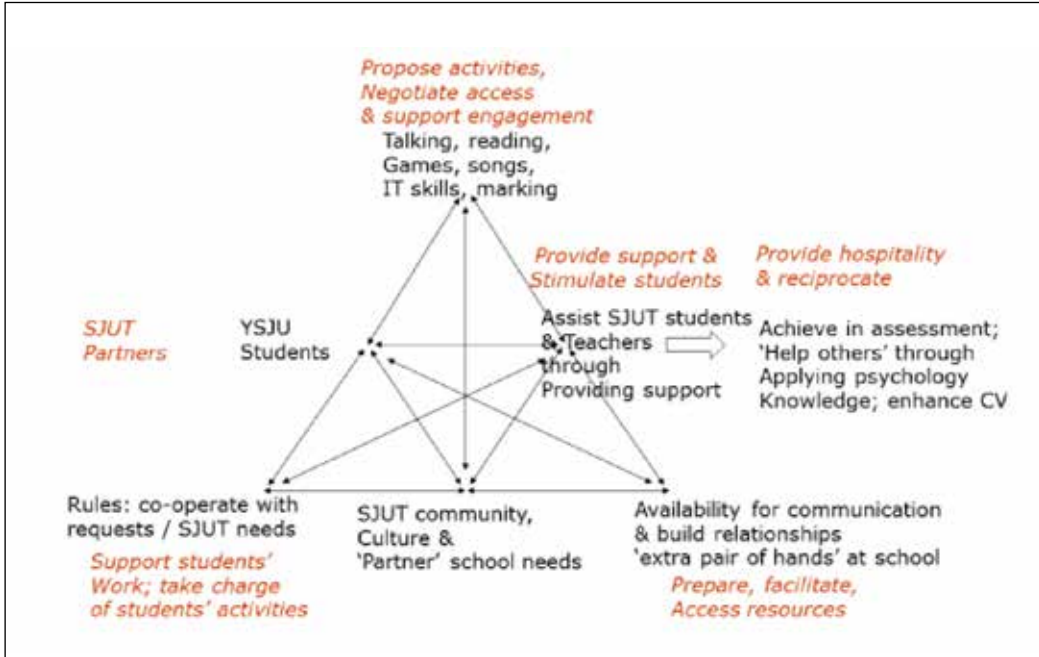 Propose activities,
Negotiate access
& support engagement
Talking, reading,
Games, songs,
IT skills, marking
Provide support &
Stimulate students
Provide hospitality
& reciprocate
SJUT
Partners
YSJU
Students
Assist SJUT students
& Teachers
through
Providing support
Achieve in assessment;
‘Help others’ through
Applying psychology
Knowledge; enhance CV
Rules: co-operate with
requests / SJUT needs
Support students’
Work; take charge
of students’ activities
SJUT community,
Culture &
‘Partner’ school needs
Availability for communication
& build relationships
‘extra pair of hands’ at school
Prepare, facilitate,
Access resources